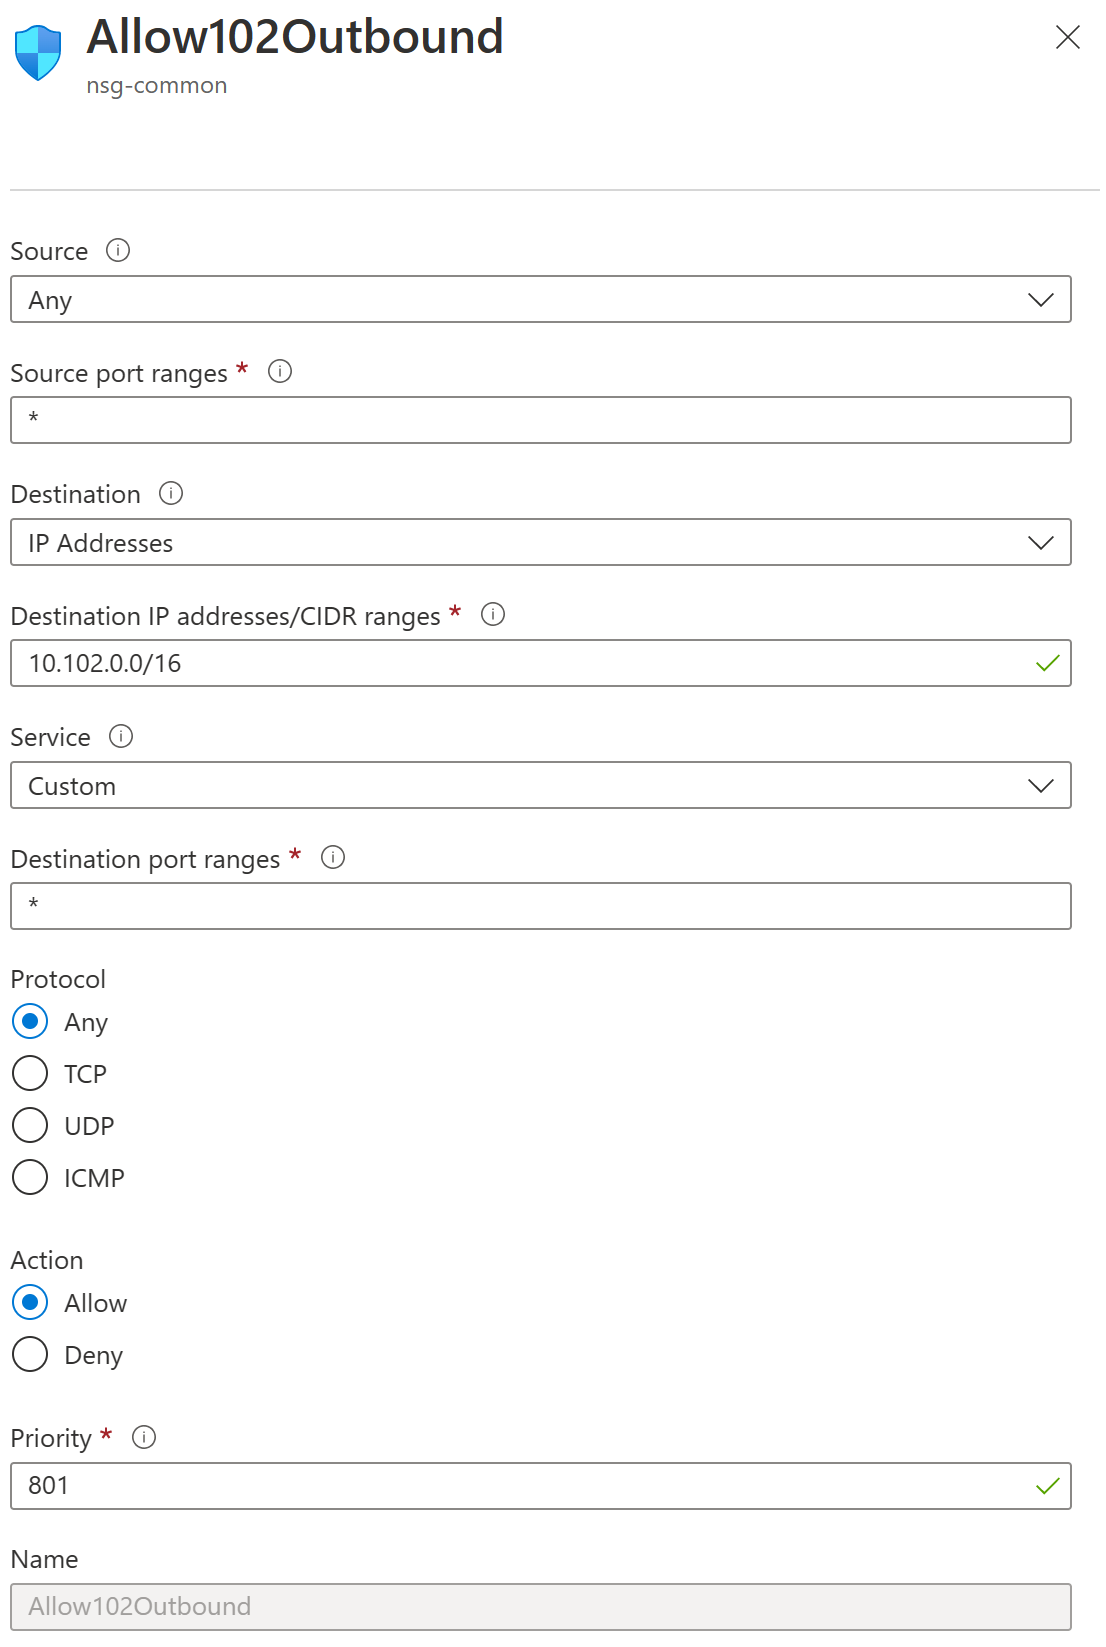 Allow102Outbound
nsg-common
Source
Any
Source port ranges *
*
Destination
IP Addresses
Destination IP addresses/CIDR ranges *
10.102.0.0/16
Service
Custom
Destination port ranges *
*
Protocol
Any
TCP
UDP
ICMP
Action
Allow
Deny
Priority *
801
Name
Allow102Outbound